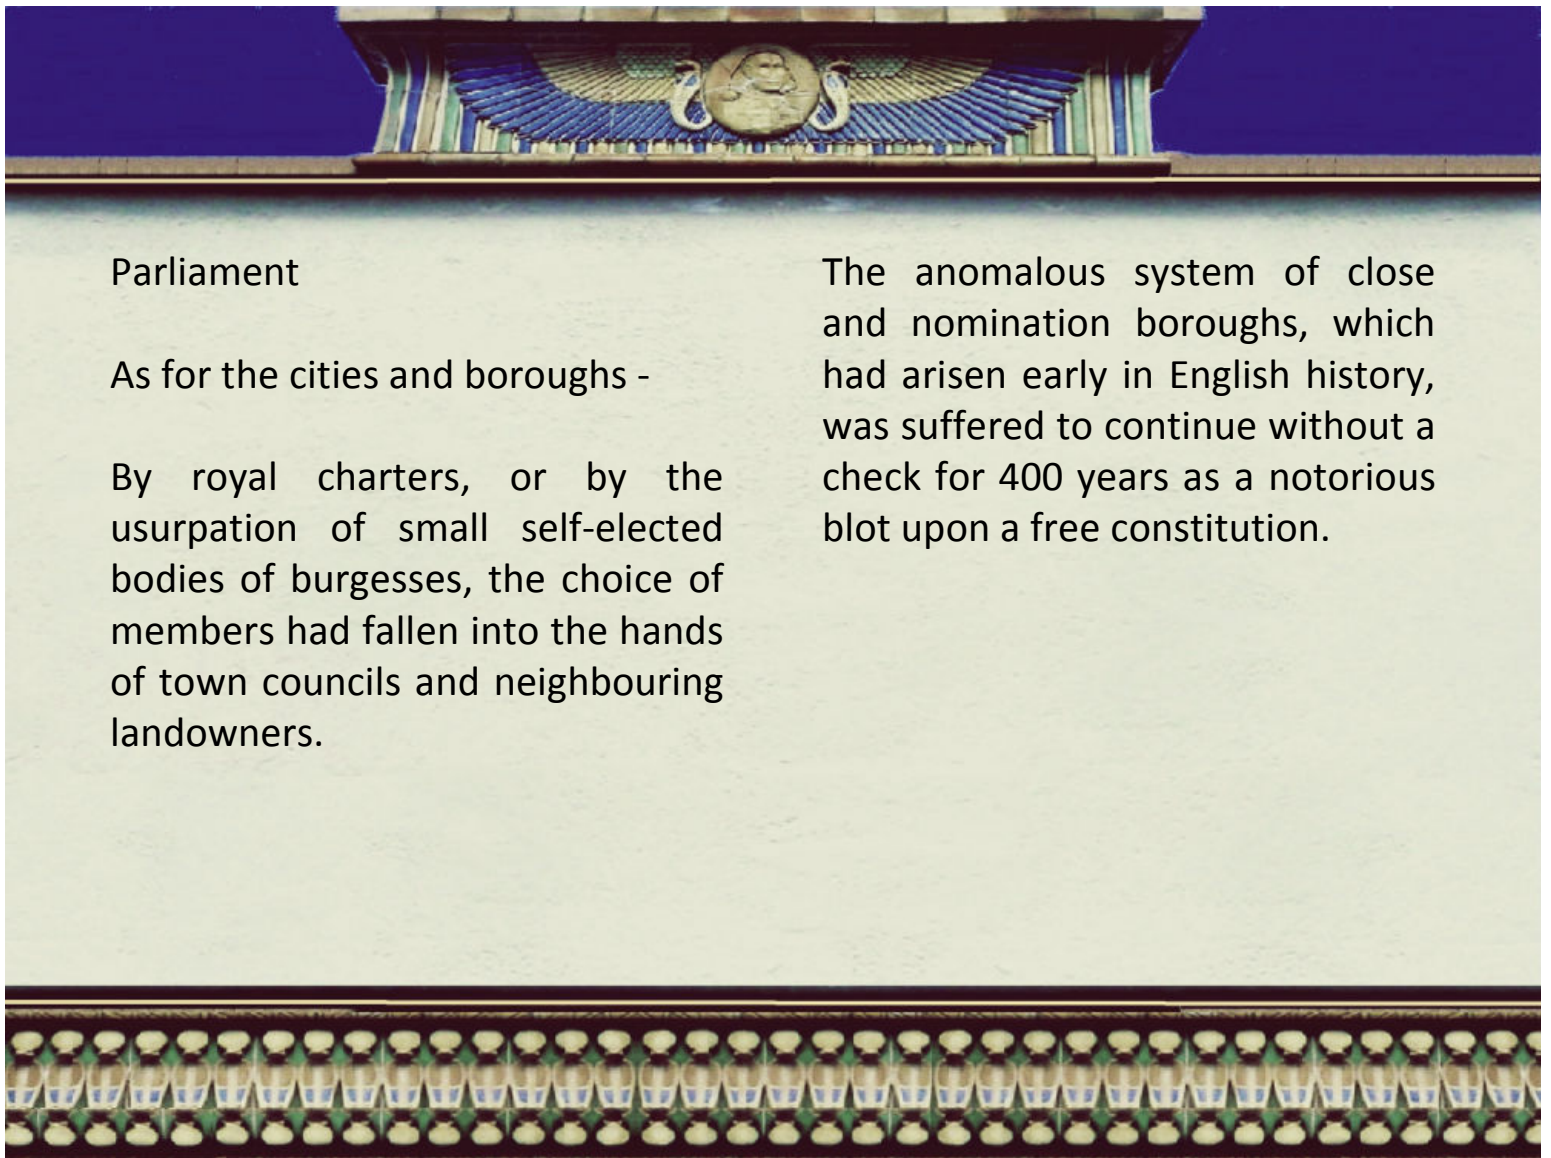 Parliament
As for the cities and boroughs -
By royal charters, or by the
usurpation of small self-elected
bodies of burgesses, the choice of
members had fallen into the hands
of town councils and neighbouring
landowners.
The anomalous system of close
and nomination boroughs, which
had arisen early in English history,
was suffered to continue without a
check for 400 years as a notorious
blot upon a free constitution.